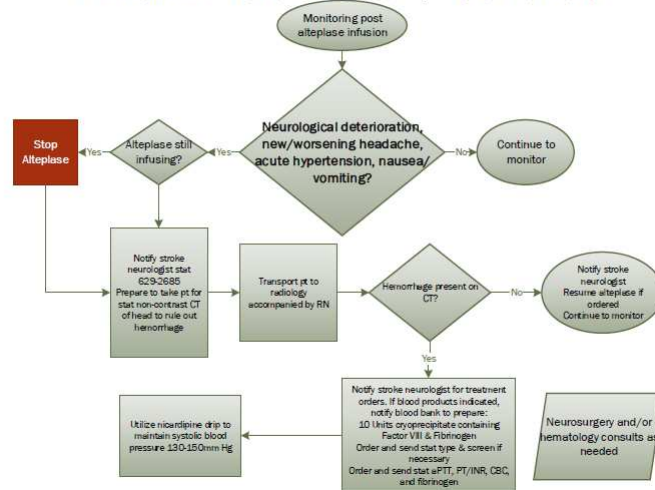 Monitoring post
alteplase infusion
Neurological deterioration,
new/worsening headache,
acute hypertension, nausea/
vomiting?
No
Continue to
monitor
Yes
Alteplase still
infusing?
Yes
Stop
Alteplase
Notify stroke
neurologist stat
629-2685
Prepare to take pt for
stat non-contrast CT
of head to rule out
hemorrhage
Transport pt to
radiology
accompanied by RN
Hemorrhage present on
CT?
No
Notify stroke
neurologist
Resume alteplase if
ordered
Continue to monitor
Yes
Notify stroke neurologist for treatment
orders. If blood products indicated,
notify blood bank to prepare:
10 Units cryoprecipitate containing
Factor VIII & Fibrinogen
Order and send stat type & screen if
necessary
Order and send stat aPTT, PT/INR, CBC,
and fibrinogen
Utilize nicardipine drip to
maintain systolic blood
pressure 130-150mm Hg
Neurosurgery and/or
hematology consults as
needed